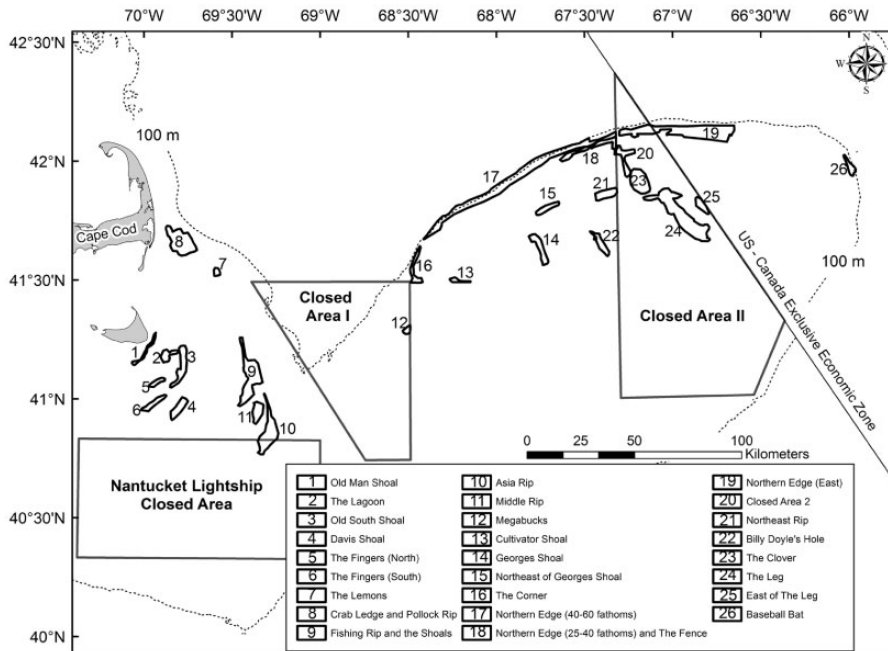 70°W 69°W 68°W 67°30'W 67°W 66°30'W 66°W
42°30'N
42°N
41°30'N
41°N
40°30'N
40°N
N
W E
S
100 m
Cape Cod
8
7
1
2
3
5
6
4
9
11
10
12
13
14
15
16
17
18
19
20
21
22
23
24
25
26
100 m
Closed
Area I
Closed Area II
US - Canada Exclusive Economic Zone
Nantucket Lightship
Closed Area
0 25 50 100
Kilometers
1 Old Man Shoal
2 The Lagoon
3 Old South Shoal
4 Davis Shoal
5 The Fingers (North)
6 The Fingers (South)
7 The Lemons
8 Crab Ledge and Pollock Rip
9 Fishing Rip and the Shoals
10 Asia Rip
11 Middle Rip
12 Megabucks
13 Cultivator Shoal
14 Georges Shoal
15 Northeast of Georges Shoal
16 The Corner
17 Northern Edge (40-60 fathoms)
18 Northern Edge (25-40 fathoms) and The Fence
19 Northern Edge (East)
20 Closed Area 2
21 Northeast Rip
22 Billy Doyle's Hole
23 The Clover
24 The Leg
25 East of The Leg
26 Baseball Bat